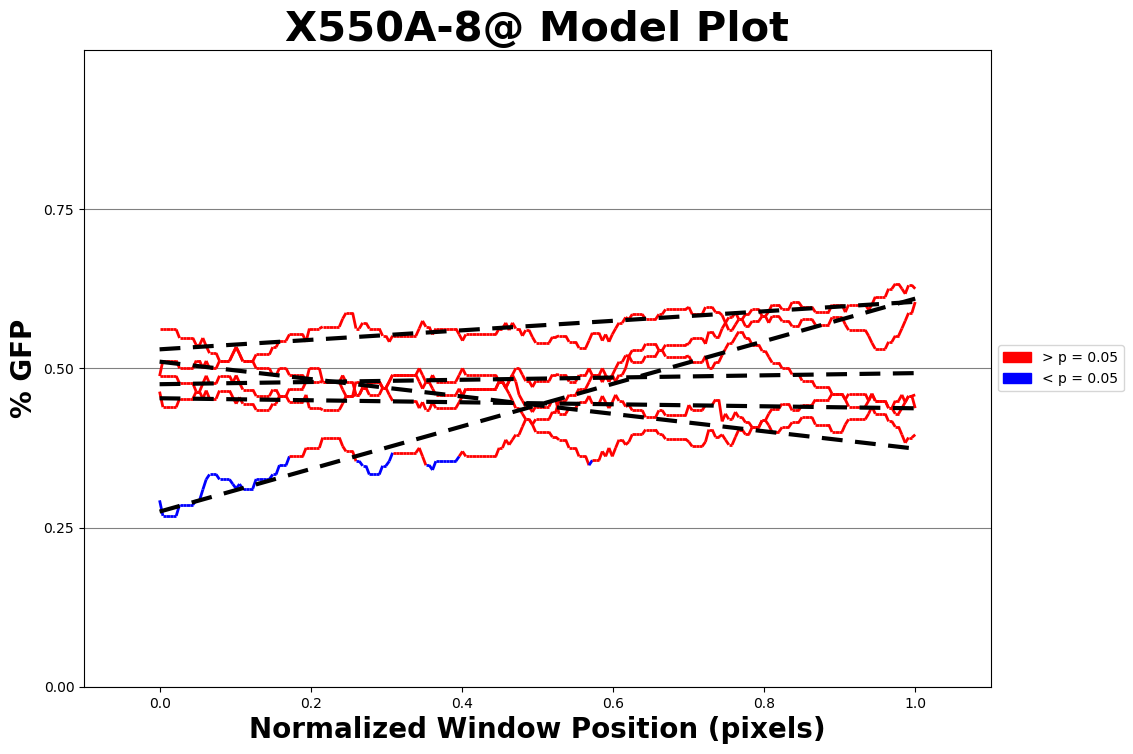 X550A-8@ Model Plot
% GFP
0.75
0.50
0.25
0.00
0.0 0.2 0.4 0.6 0.8 1.0
Normalized Window Position (pixels)
> p = 0.05
< p = 0.05